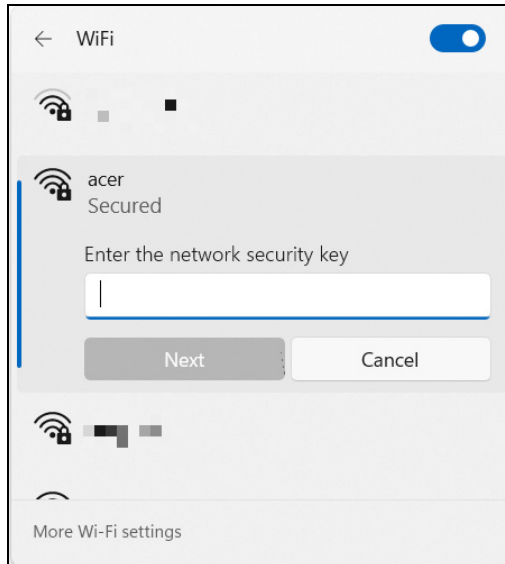 WiFi
acer
Secured
Enter the network security key
Next
Cancel
More Wi-Fi settings